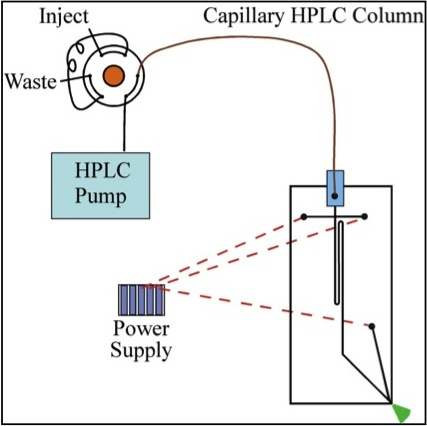 Inject
Capillary HPLC Column
Waste
HPLC
Pump
Power
Supply